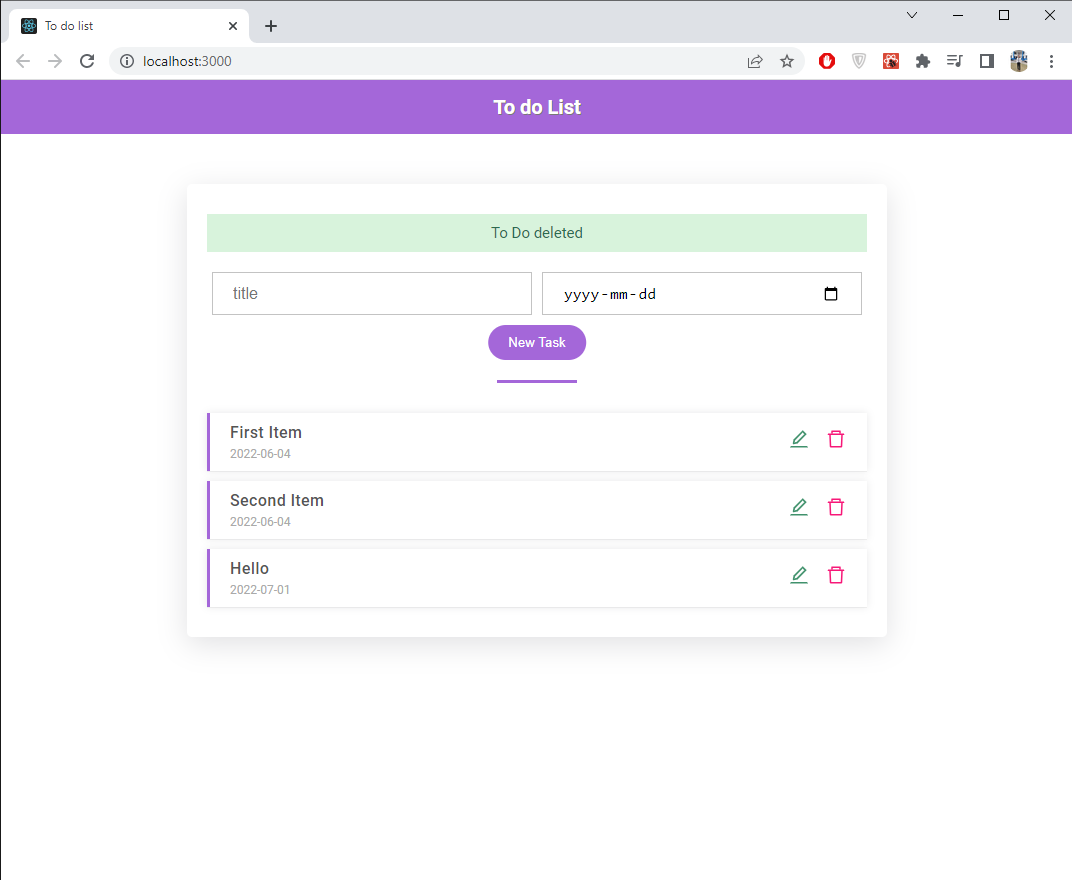 To do list
localhost:3000
To do List
To Do deleted
title
yyyy-mm-dd
New Task
First Item
2022-06-04
Second Item
2022-06-04
Hello
2022-07-01